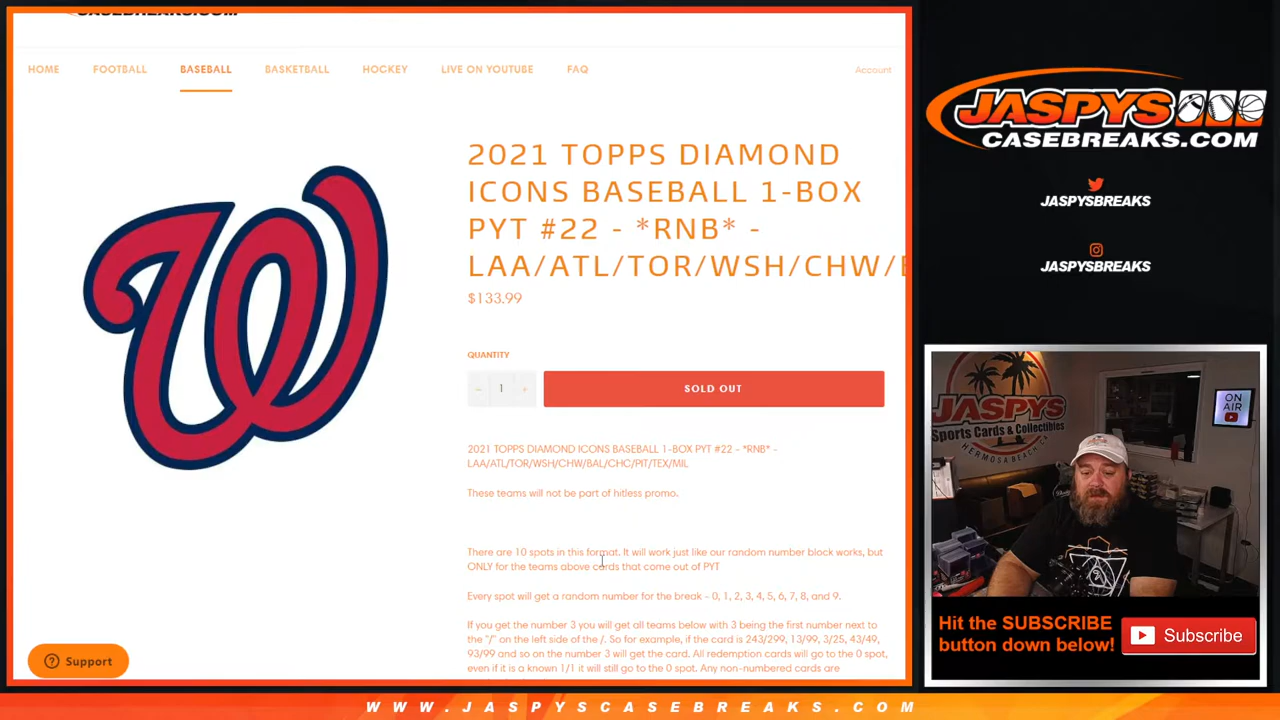 HOME FOOTBALL BASEBALL BASKETBALL HOCKEY LIVE ON YOUTUBE FAQ Account
2021 TOPPS DIAMOND
ICONS BASEBALL 1-BOX
PYT #22 - *RNB* -
LAA/ATL/TOR/WSH/CHW/
$133.99
QUANTITY
− 1 +
SOLD OUT
2021 TOPPS DIAMOND ICONS BASEBALL 1-BOX PYT #22 - *RNB* -
LAA/ATL/TOR/WSH/CHW/BAL/CHC/PIT/TEX/MIL
These teams will not be part of hitless promo.
There are 10 spots in this format. It will work just like our random number block works, but
ONLY for the teams above cards that come out of PYT
Every spot will get a random number for the break - 0, 1, 2, 3, 4, 5, 6, 7, 8, and 9.
If you get the number 3 you will get all teams below with 3 being the first number next to
the "/" on the left side of the /. So for example, if the card is 243/299, 13/99, 3/25, 43/49,
93/99 and so on the number 3 will get the card. All redemption cards will go to the 0 spot,
even if it is a known 1/1 it will still go to the 0 spot. Any non-numbered cards are
Support
W
JASPYS
CASEBREAKS.COM
JASPYSBREAKS
JASPYSBREAKS
JASPYS
Sports Cards & Collectibles
HERMOSA BEACH CA
ON
AIR
Hit the SUBSCRIBE
button down below!
Subscribe
WWW.JASPYSCASEBREAKS.COM